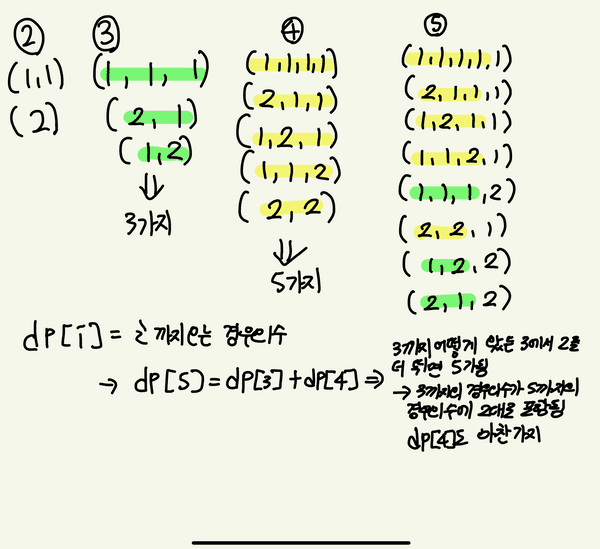 ②
(1,1)
(2)
③
(1, 1, 1)
(2, 1)
(1,2)
3가지
④
(1,1,1,1)
(2,1,1)
(1,2,1)
(1,1,2)
(2,2)
5가지
⑤
(1,1,1,1,1)
(2,1,1,1)
(1,2,1,1)
(1,1,2,1)
(1,1,1,2)
(2,2,1)
(1,2,2)
(2,1,2)
dp[i] = i 까지 오는 경우의수
→ dp[5] = dp[3] + dp[4] ⇒
3까지 어떻게 왔든 3에서 2를
더 뛰면 5가됨
→ 3까지의 경우의수가 5까지의
경우의수에 그대로 포함됨
dp[4]도 마찬가지